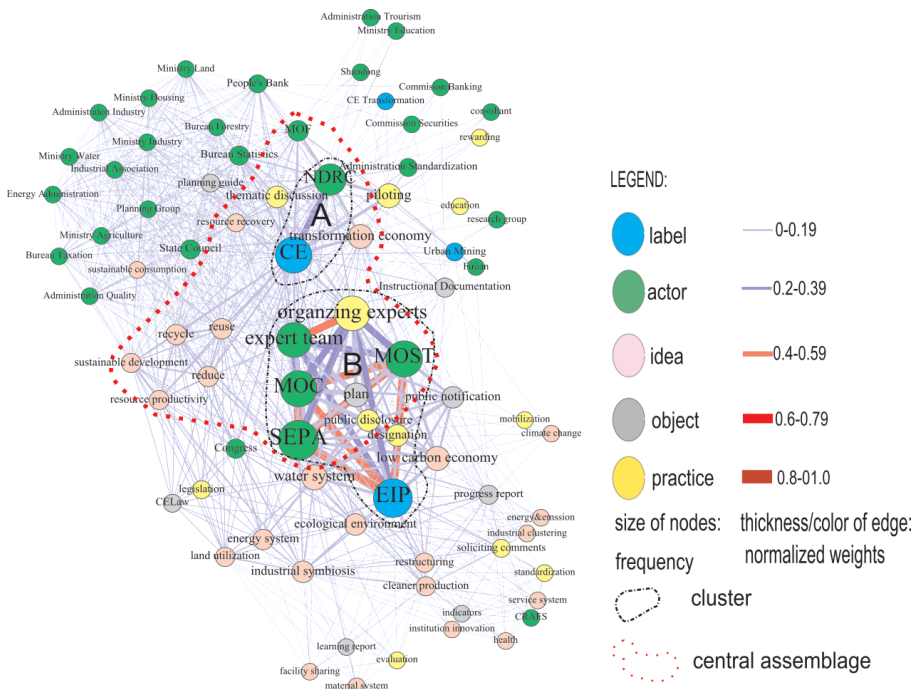 Administration Trourism
Ministry Education
Ministry Land
People's Bank
Shandong
Commiston Banking
CE Transformation
Ministry Housing
Administraton Industry
consultant
Burean Forestry
MOF
Commission Securities
rewarding
Ministry Industry
Ministry Water
Burean Statistics
Industrial Association
Administration Standardization
NDRC
planning guide
thematic discussion
piloting
Energy Administration
education
Planning Group
A
resource recovery
research group
Ministry Agriculture
transformation economy
State Council
CE
Urban Mining
Bureau Taxation
Fujian
sustainable consumption
Instructional Documentation
Administration Quality
organzing experts
reuse
recycle
expert team
MOST
B
sustainable development
reduce
MOC
plan
public notification
resource productivity
public disclosure
mobilization
designation
SEPA
climate change
Congress
low carbon economy
water system
legislation
EIP
progress report
CELaw
energy&emssion
ecological environment
industrial clustering
energy system
soliciting comments
land utilization
restructuring
industrial symbiosis
standardization
cleaner production
service system
indicators
CRAES
institution innovation
health
learning report
evaluation
facility sharing
material system
LEGEND:
label
0-0.19
actor
0.2-0.39
idea
0.4-0.59
object
0.6-0.79
practice
0.8-01.0
size of nodes:
frequency
thickness/color of edge:
normalized weights
cluster
central assemblage